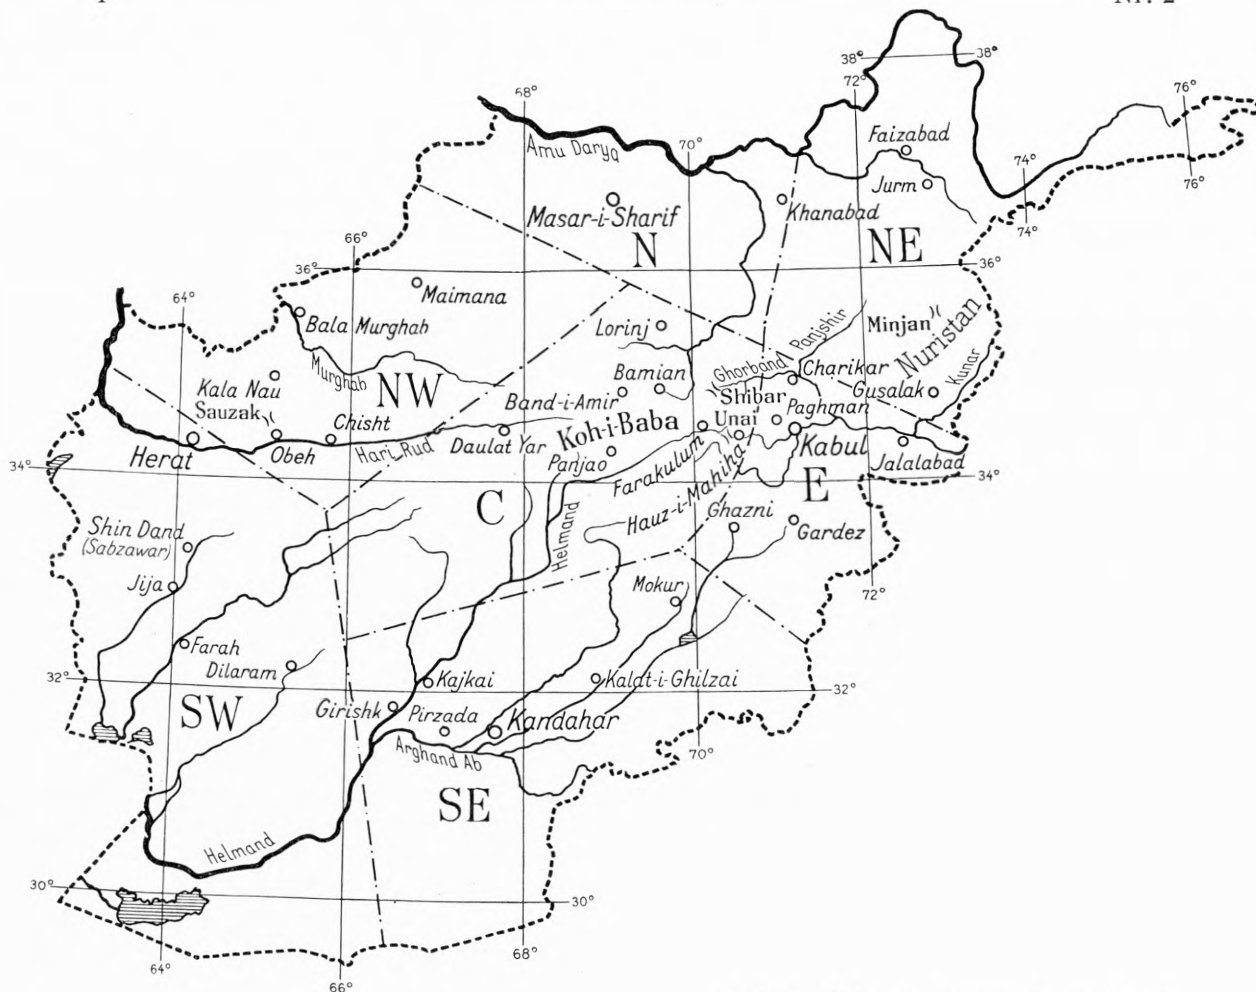 Nr. 2
38° 38°
72°
76°
68°
Amu Darya
70°
Faizabad
Jurm
74°
76°
Masar-i-Sharif
Khanabad
74°
66°
N
NE
36° 36°
64°
Maimana
Bala Murghab
Lorinj
Minjan
Nuristan
Panjshir
Ghorband
Murghab
NW
Kala Nau
Bamian
Charikar
Kunar
Sauzak
Band-i-Amir
Shibar
Gusalak
Chisht
Koh-i-Baba
Unai
Paghman
Herat
Obeh
Hari Rud
Daulat Yar
Panjao
Farakulum
Kabul
Jalalabad
34° 34°
C
Hauz-i-Mahiha
E
Shin Dand
(Sabzawar)
Helmand
Ghazni
Gardez
Jija
Mokur
72°
Farah
Dilaram
32°
Kajkai
Kalat-i-Ghilzai
32°
SW
Girishk
Pirzada
Kandahar
70°
Arghand Ab
SE
Helmand
30° 30°
64°
66°
68°